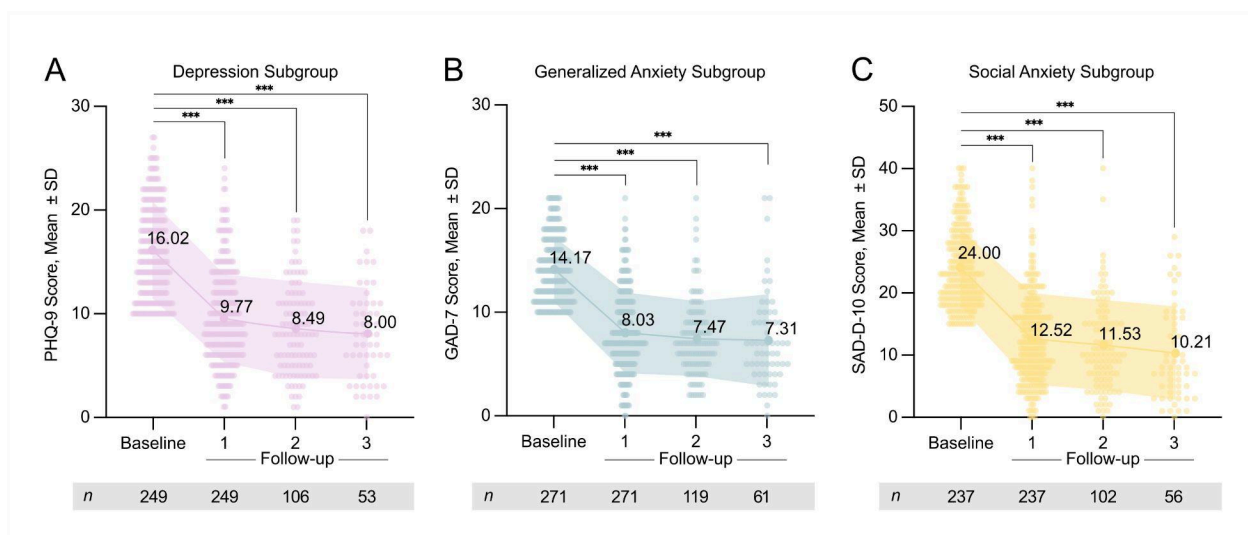 A
Depression Subgroup
PHQ-9 Score, Mean ± SD
30
20
10
0
***
***
***
16.02
9.77
8.49
8.00
Baseline 1 2 3
Follow-up
n 249 249 106 53
B
Generalized Anxiety Subgroup
GAD-7 Score, Mean ± SD
30
20
10
0
***
***
***
14.17
8.03
7.47
7.31
Baseline 1 2 3
Follow-up
n 271 271 119 61
C
Social Anxiety Subgroup
SAD-D-10 Score, Mean ± SD
50
40
30
20
10
0
***
***
***
24.00
12.52
11.53
10.21
Baseline 1 2 3
Follow-up
n 237 237 102 56